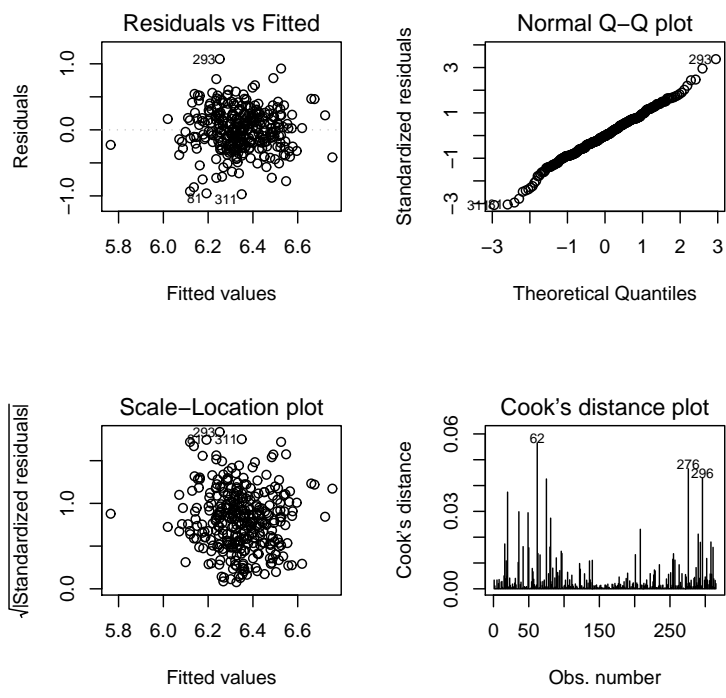 Residuals vs Fitted
Residuals
1.0
0.0
−1.0
293
81
311
5.8 6.0 6.2 6.4 6.6
Fitted values
Normal Q−Q plot
Standardized residuals
3
1
−1
−3
293
311
81
−3 −1 0 1 2 3
Theoretical Quantiles
Scale−Location plot
√|Standardized residuals|
1.0
0.0
293
81
311
5.8 6.0 6.2 6.4 6.6
Fitted values
Cook's distance plot
Cook's distance
0.06
0.03
0.00
62
276
296
0 50 150 250
Obs. number